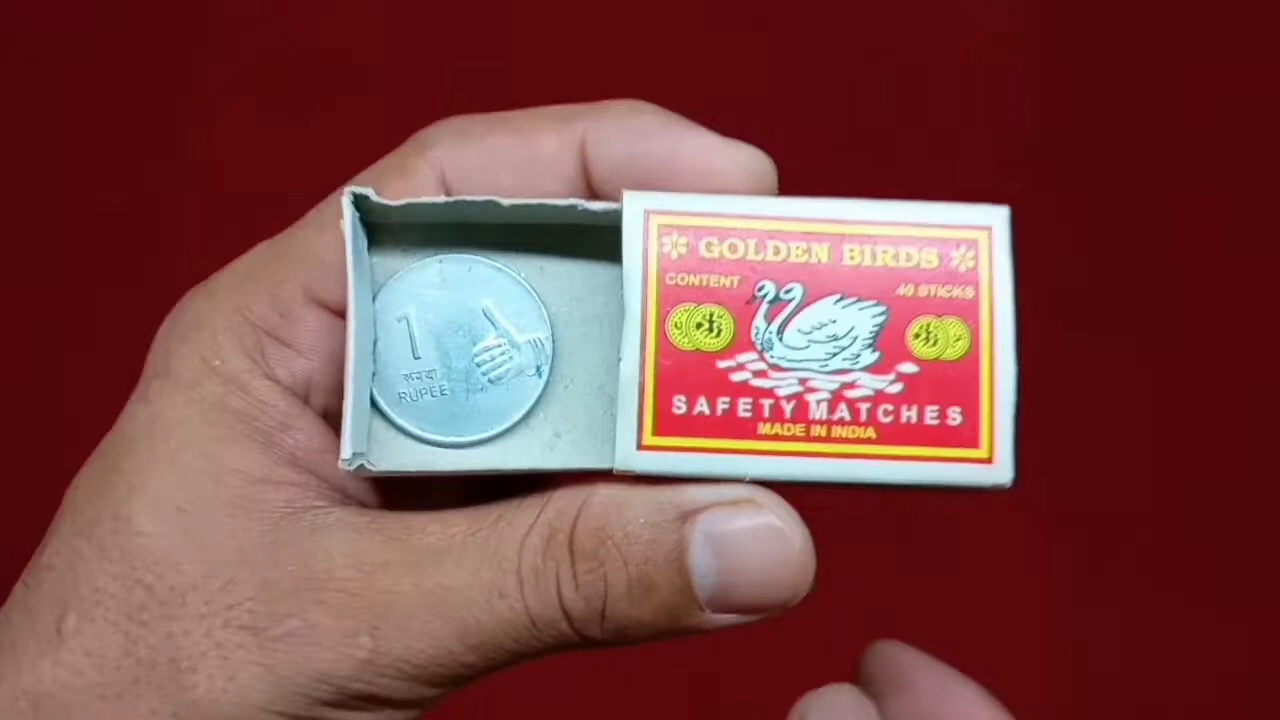 1
रुपया
RUPEE
GOLDEN BIRDS
CONTENT
40 STICKS
SAFETY MATCHES
MADE IN INDIA